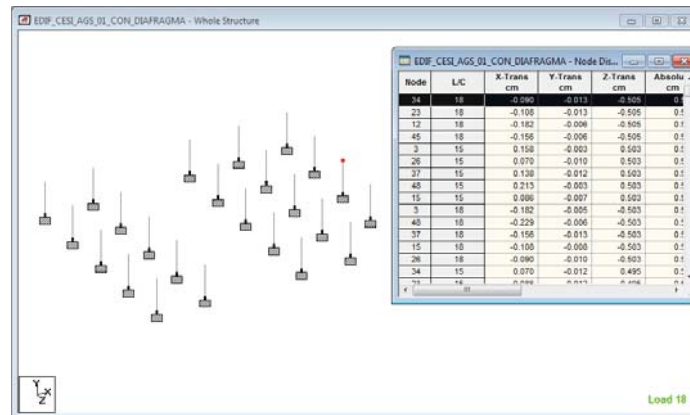 EDIF_CESI_AGS_01_CON_DIAFRAGMA - Whole Structure
EDIF_CESI_AGS_01_CON_DIAFRAGMA - Node Dis...
Node L/C X-Trans cm Y-Trans cm Z-Trans cm Absolu cm
34 18 -0.090 -0.013 -0.505
23 18 -0.108 -0.013 -0.505
12 18 -0.182 -0.006 -0.505
45 18 -0.156 -0.006 -0.505
3 15 0.158 -0.003 0.503
26 15 0.070 -0.010 0.503
37 15 0.138 -0.012 0.503
48 15 0.213 -0.003 0.503
15 15 0.086 -0.007 0.503
3 18 -0.182 -0.005 -0.503
48 18 -0.229 -0.006 -0.503
37 18 -0.156 -0.013 -0.503
15 18 -0.108 -0.008 -0.503
26 18 -0.090 -0.010 -0.503
34 15 0.070 -0.012 0.495
Y
X
Z
Load 18